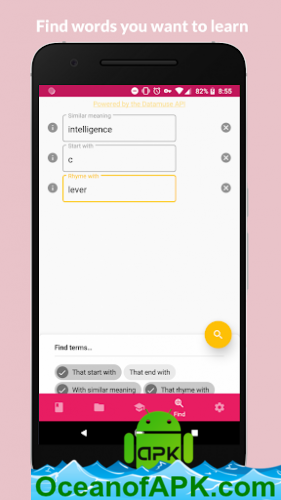 Find words you want to learn
82% 8:55
Powered by the Datamuse API
Similar meaning
intelligence
Start with
c
Rhyme with
lever
Find terms...
That start with That end with
With similar meaning That rhyme with
Find
apk
OceanofAPK.com